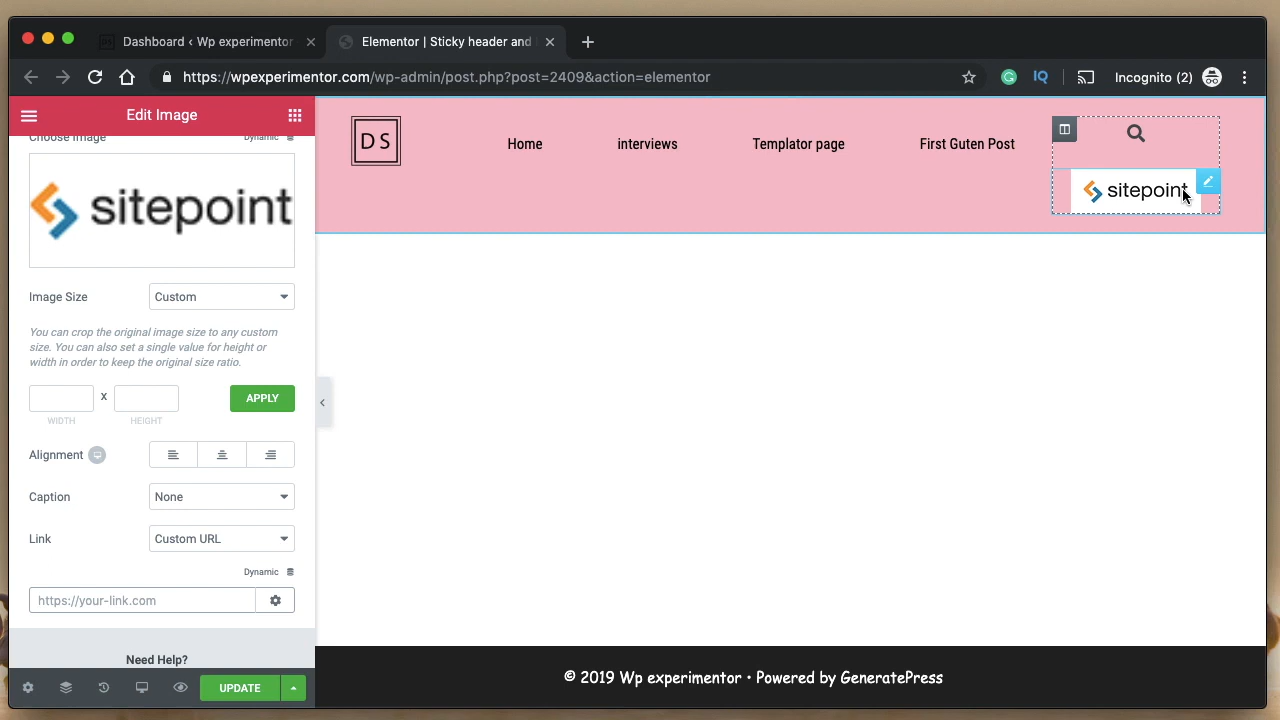 Dashboard ‹ Wp experimentor
Elementor | Sticky header and
https://wpexperimentor.com/wp-admin/post.php?post=2409&action=elementor
IQ
Incognito (2)
Edit Image
Choose Image
Dynamic
sitepoint
Image Size
Custom
You can crop the original image size to any custom
size. You can also set a single value for height or
width in order to keep the original size ratio.
x
APPLY
WIDTH
HEIGHT
Alignment
Caption
None
Link
Custom URL
Dynamic
https://your-link.com
Need Help?
UPDATE
DS
Home
interviews
Templator page
First Guten Post
sitepoint
© 2019 Wp experimentor • Powered by GeneratePress